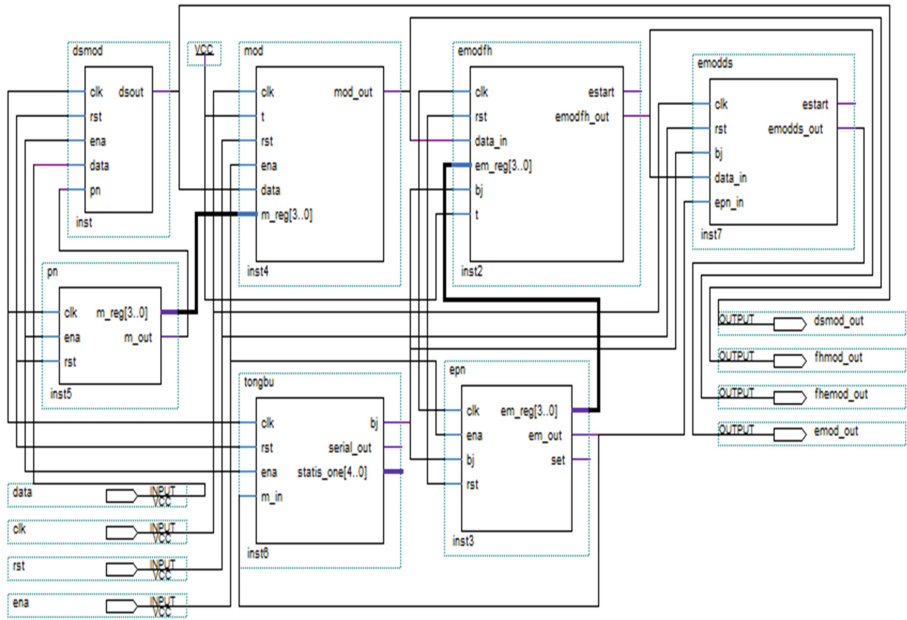 dsmod
clk dsout
rst
ena
data
pn
inst
VCC
mod
clk mod_out
t
rst
ena
data
m_reg[3..0]
inst4
emodfh
clk estart
rst emodfh_out
data_in
em_reg[3..0]
bj
t
inst2
emodds
clk estart
rst emodds_out
bj
data_in
epn_in
inst7
pn
clk m_reg[3..0]
ena m_out
rst
inst5
tongbu
clk bj
rst serial_out
ena statis_one[4..0]
m_in
inst6
epn
clk em_reg[3..0]
ena em_out
bj set
rst
inst3
OUTPUT dsmod_out
OUTPUT fhmod_out
OUTPUT fhemod_out
OUTPUT emod_out
data INPUT
VCC
clk INPUT
VCC
rst INPUT
VCC
ena INPUT
VCC